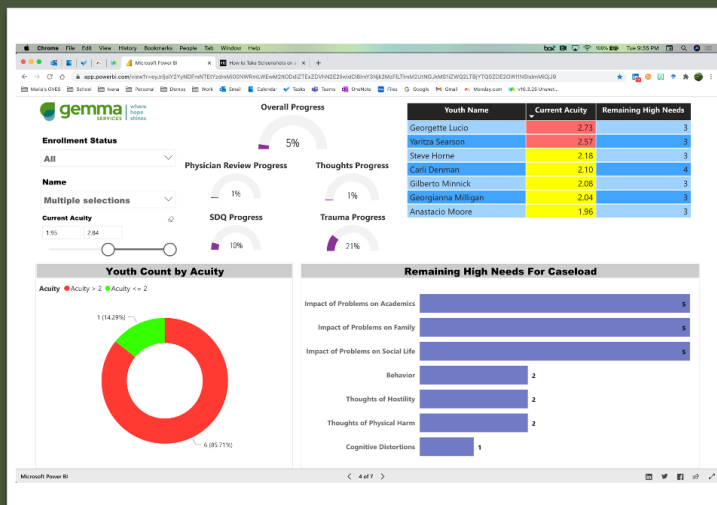 Chrome File Edit View History Bookmarks People Tab Window Help
100% Tue 9:35 PM
Microsoft Power BI
How to Take Screenshots on
Maria's OVES School Ivana Personal Demos Work Gmail Calendar Tasks Teams OneNote Files Google Gmail Monday.com
gemma SERVICES where hope shines
Enrollment Status
All
Name
Multiple selections
Current Acuity
1.95 2.84
Overall Progress
5%
Physician Review Progress Thoughts Progress
1% 1%
SDQ Progress Trauma Progress
10% 21%
Youth Name Current Acuity Remaining High Needs
Georgette Lucio 2.73 3
Yaritza Searson 2.57 3
Steve Horne 2.18 3
Carli Denman 2.10 4
Gilberto Minnick 2.08 3
Georgianna Milligan 2.04 3
Anastacio Moore 1.96 3
Youth Count by Acuity
Acuity Acuity > 2 Acuity <= 2
1 (14.29%)
6 (85.71%)
Remaining High Needs For Caseload
Impact of Problems on Academics 5
Impact of Problems on Family 5
Impact of Problems on Social Life 5
Behavior 2
Thoughts of Hostility 2
Thoughts of Physical Harm 2
Cognitive Distortions 1
Microsoft Power BI
4 of 7